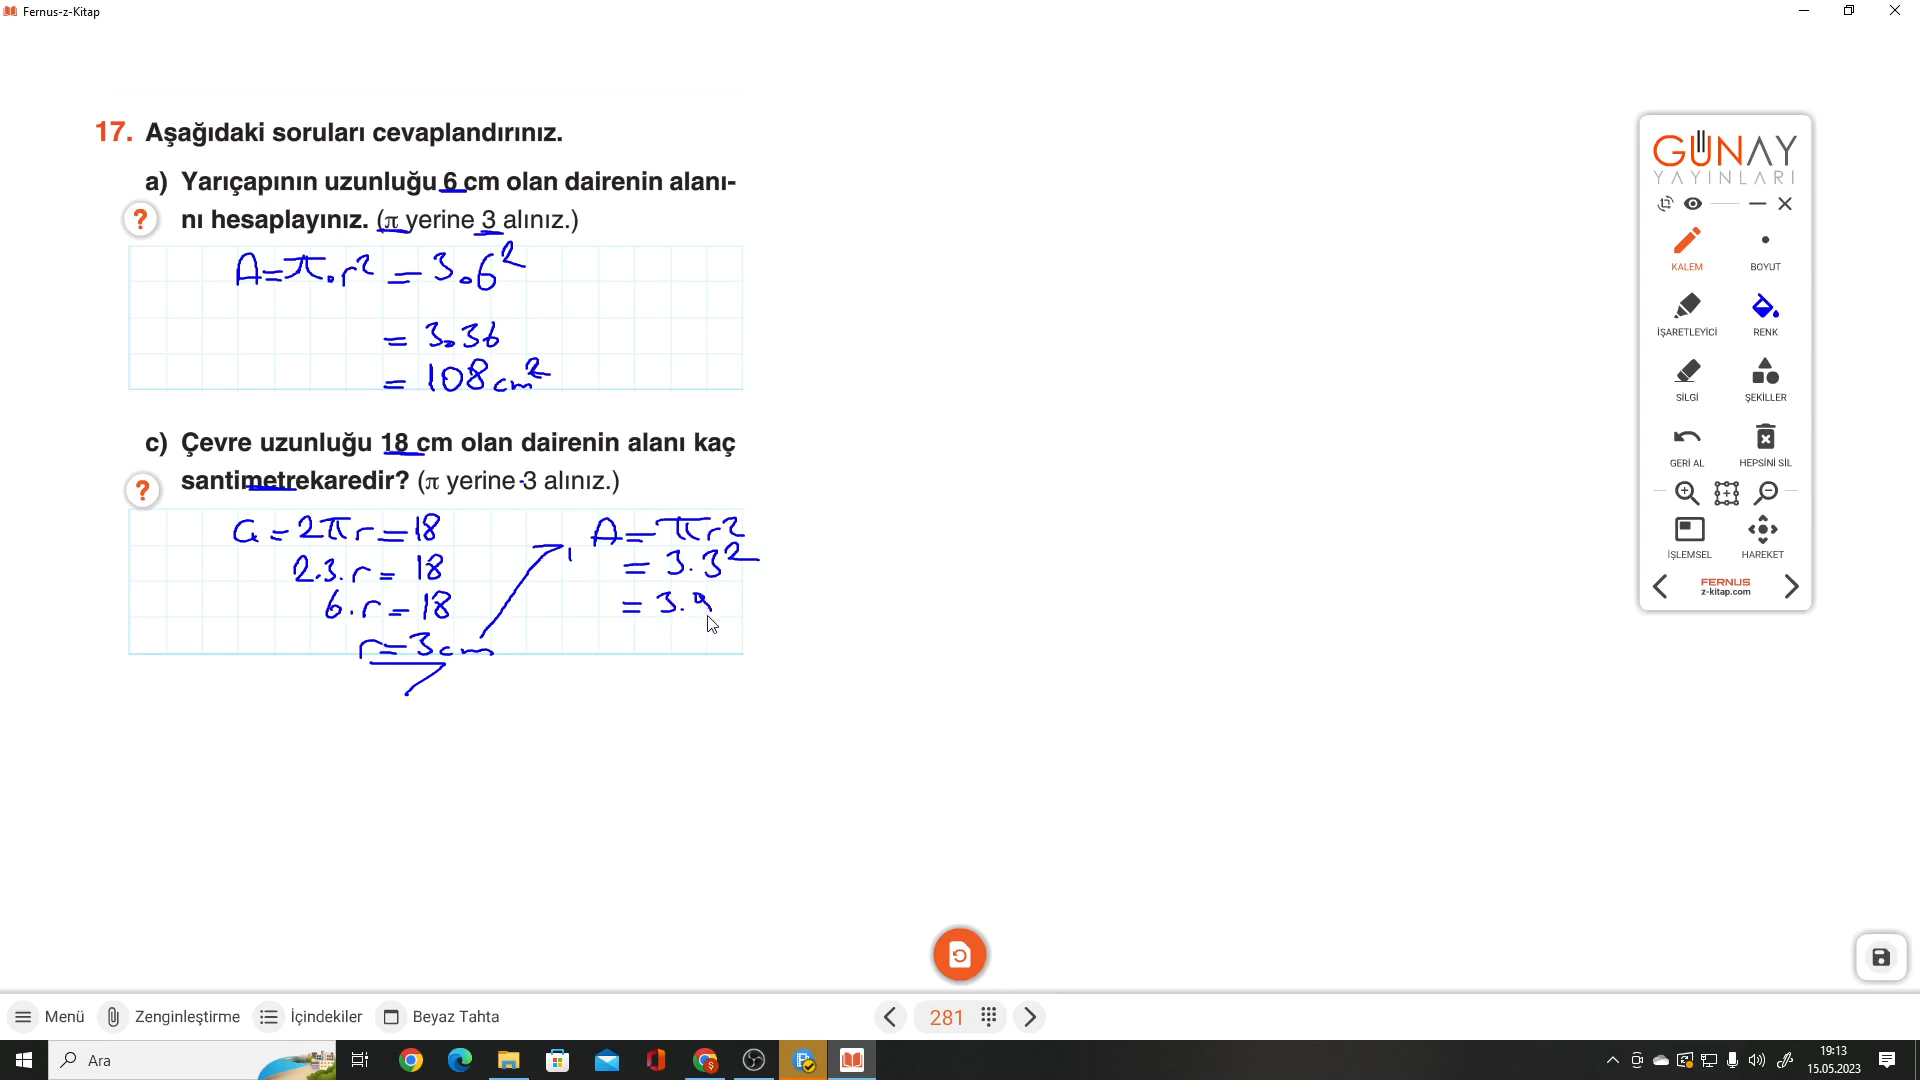 Fernus-z-Kitap
17. Aşağıdaki soruları cevaplandırınız.
a) Yarıçapının uzunluğu 6 cm olan dairenin alanı-
nı hesaplayınız. (π yerine 3 alınız.)
?
A=π.r² = 3.6²
= 3.36
= 108 cm²
c) Çevre uzunluğu 18 cm olan dairenin alanı kaç
santimetrekaredir? (π yerine 3 alınız.)
?
Ç = 2πr = 18
2.3.r = 18
6.r = 18
r = 3 cm
A = πr²
= 3.3²
= 3.9
GÜNAY
YAYINLARI
KALEM
BOYUT
İŞARETLEYİCİ
RENK
SİLGİ
ŞEKİLLER
GERİ AL
HEPSİNİ SİL
İŞLEMSEL
HAREKET
FERNUS
z-kitap.com
Menü
Zenginleştirme
İçindekiler
Beyaz Tahta
281
Ara
19:13
15.05.2023